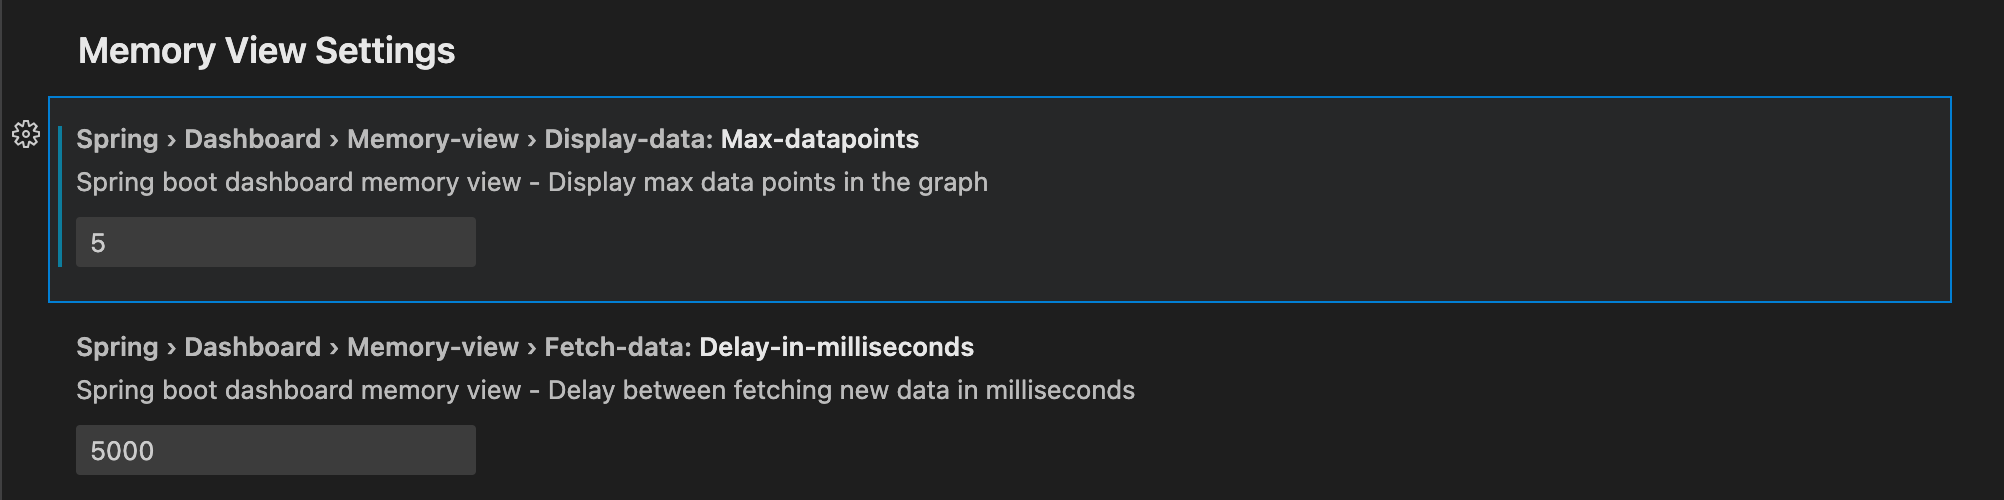 Memory View Settings
Spring › Dashboard › Memory-view › Display-data: Max-datapoints
Spring boot dashboard memory view - Display max data points in the graph
5
Spring › Dashboard › Memory-view › Fetch-data: Delay-in-milliseconds
Spring boot dashboard memory view - Delay between fetching new data in milliseconds
5000